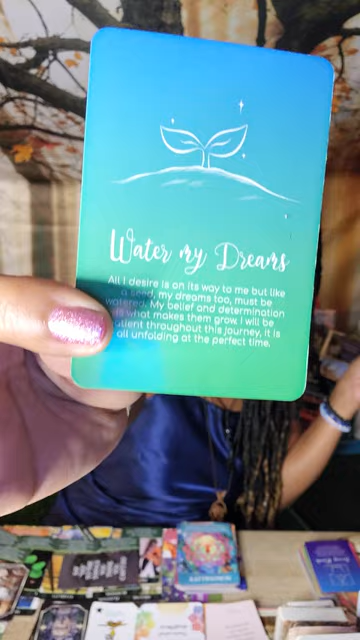 Water my Dreams
All I desire is on its way to me but like
a seed, my dreams too, must be
watered. My belief and determination
is what makes them grow. I will be
patient throughout this journey, it is
all unfolding at the perfect time.